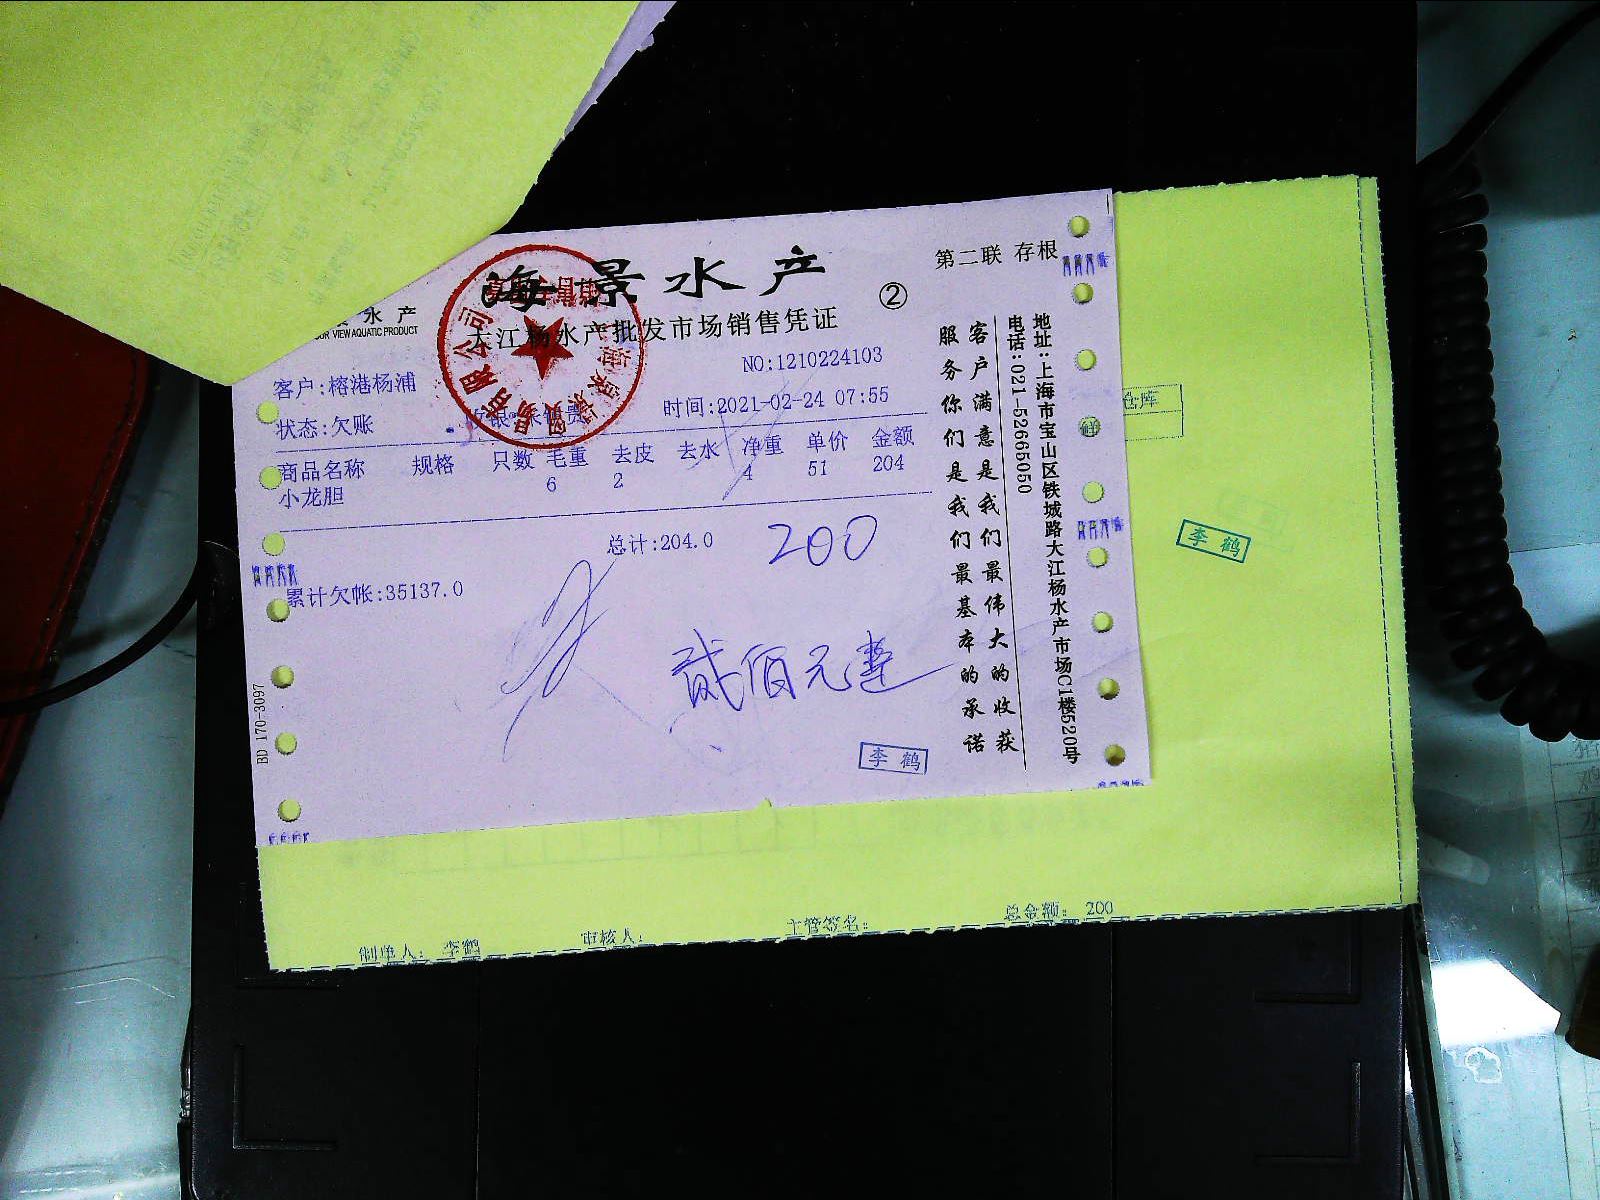 海景水产
第二联 存根
水产
OUR VIEW AQUATIC PRODUCT
大江杨水产批发市场销售凭证
②
NO:1210224103
客户:榕港杨浦
时间:2021-02-24 07:55
状态:欠账
商品名称 规格 只数 毛重 去皮 去水 净重 单价 金额
小龙胆 6 2 4 51 204
总计:204.0
200
累计欠帐:35137.0
贰佰元整
李鹤
BD 170-3097
客户满意是我们最伟大的收获
服务你们是我们最基本的承诺
地址:上海市宝山区铁城路大江杨水产市场C1楼520号
电话:021-52665050
仓库
李鹤
制单人: 李鹤 审核人: 主管签名: 总金额: 200